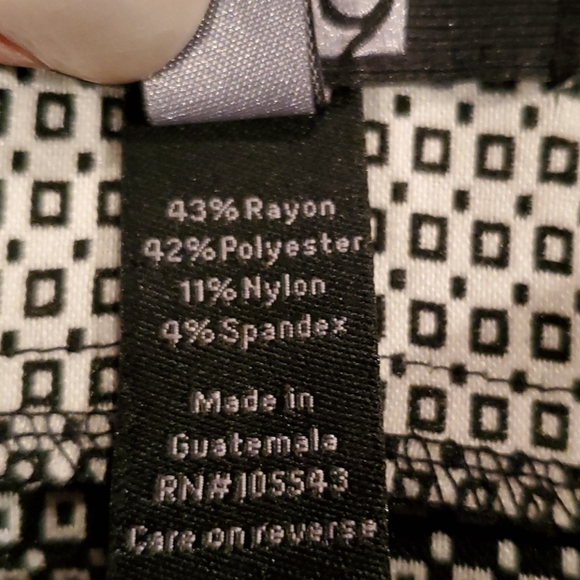 43% Rayon
42% Polyester
11% Nylon
4% Spandex
Made in
Guatemala
RN# 105543
Care on reverse